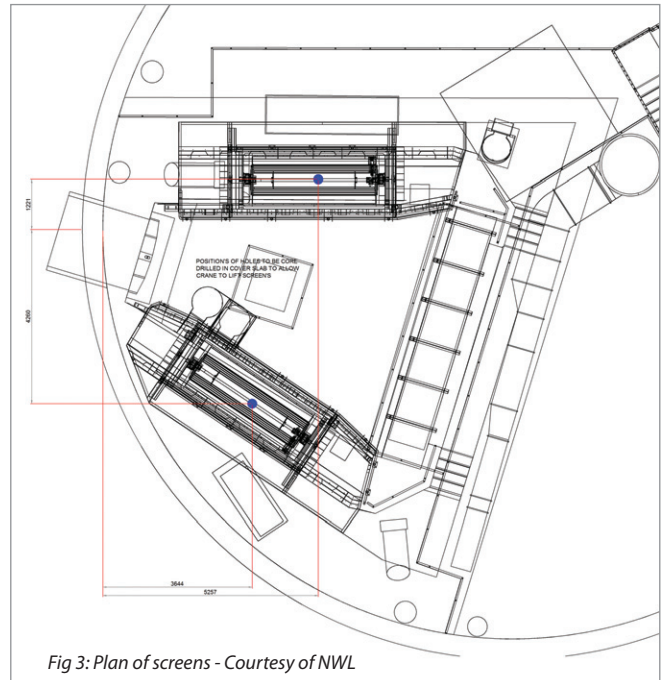 1221
POSITION'S OF HOLES TO BE CORE
DRILLED IN COVER SLAB TO ALLOW
CRANE TO LIFT SCREEN'S
4260
3644
5257
Fig 3: Plan of screens - Courtesy of NWL